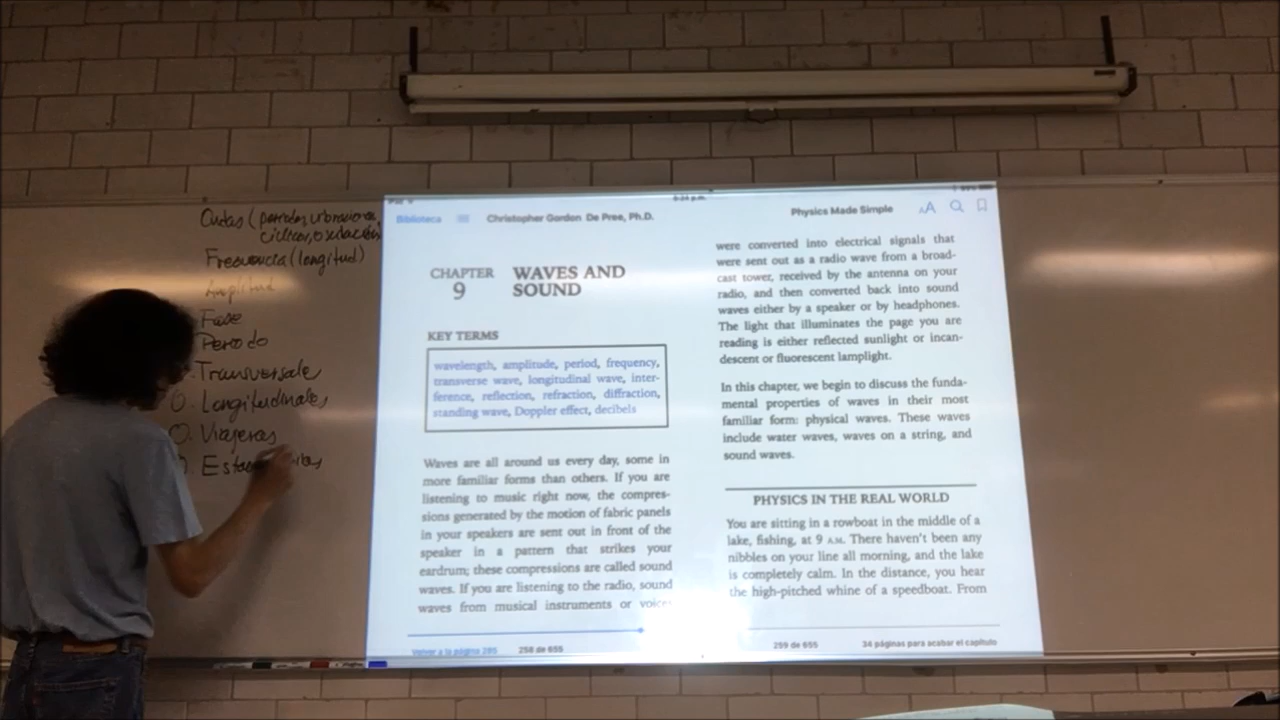 Ondas (
Frecuencia (longitud)
Amplitud
Fase
Periodo
Transversale
O. Longitudinales
O. Viajeras
iPad
5:24 p.m.
Biblioteca
Christopher Gordon De Pree, Ph.D.
Physics Made Simple
AA
CHAPTER 9
WAVES AND SOUND
KEY TERMS
wavelength, amplitude, period, frequency,
transverse wave, longitudinal wave, inter-
ference, reflection, refraction, diffraction,
standing wave, Doppler effect, decibels
Waves are all around us every day, some in
more familiar forms than others. If you are
listening to music right now, the compres-
sions generated by the motion of fabric panels
in your speakers are sent out in front of the
speaker in a pattern that strikes your
eardrum; these compressions are called sound
waves. If you are listening to the radio, sound
waves from musical instruments or voices
Volver a la página 285
258 de 655
were converted into electrical signals that
were sent out as a radio wave from a broad-
cast tower, received by the antenna on your
radio, and then converted back into sound
waves either by a speaker or by headphones.
The light that illuminates the page you are
reading is either reflected sunlight or incan-
descent or fluorescent lamplight.
In this chapter, we begin to discuss the funda-
mental properties of waves in their most
familiar form: physical waves. These waves
include water waves, waves on a string, and
sound waves.
PHYSICS IN THE REAL WORLD
You are sitting in a rowboat in the middle of a
lake, fishing, at 9 A.M. There haven't been any
nibbles on your line all morning, and the lake
is completely calm. In the distance, you hear
the high-pitched whine of a speedboat. From
259 de 655
34 páginas para acabar el capítulo